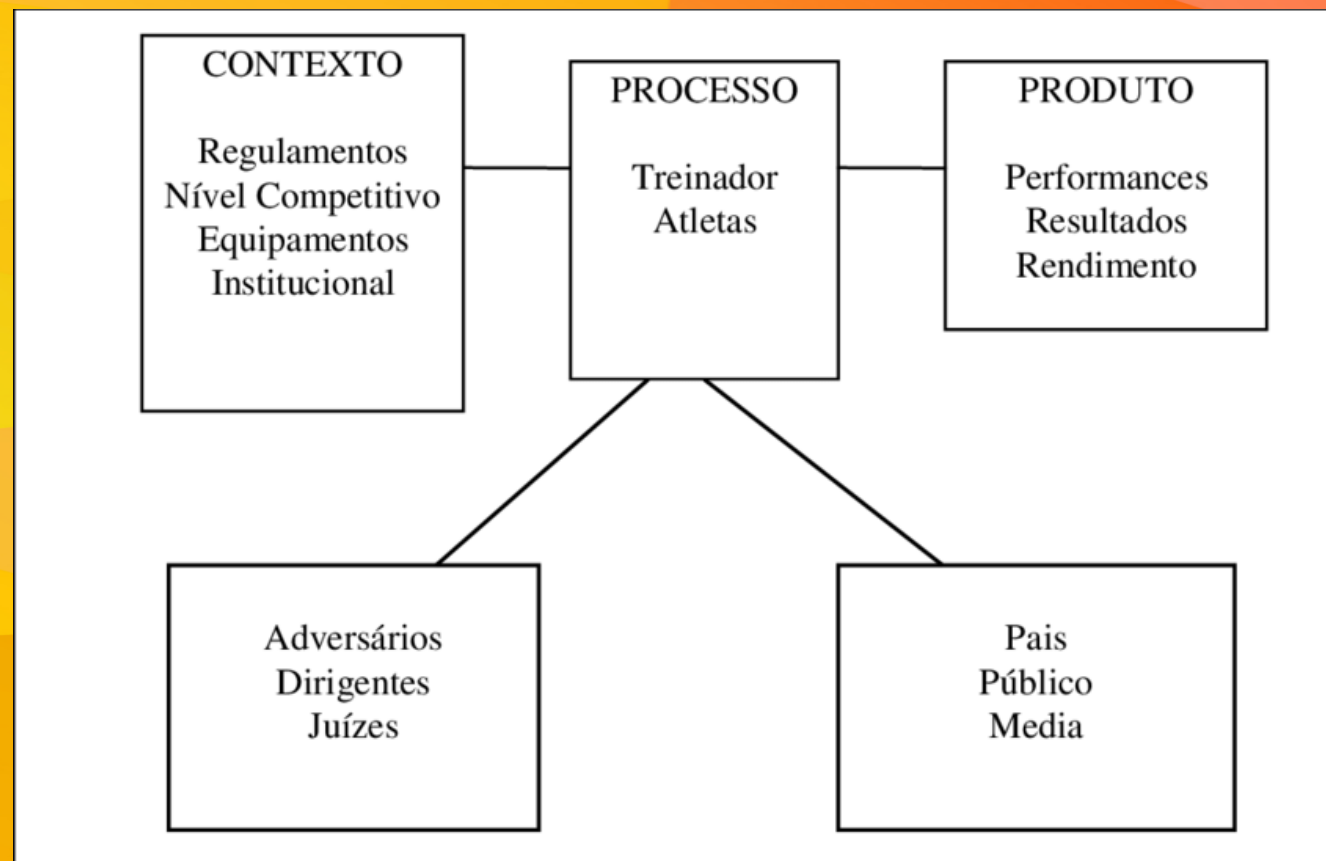 CONTEXTO
Regulamentos
Nível Competitivo
Equipamentos
Institucional
PROCESSO
Treinador
Atletas
PRODUTO
Performances
Resultados
Rendimento
Adversários
Dirigentes
Juízes
Pais
Público
Media